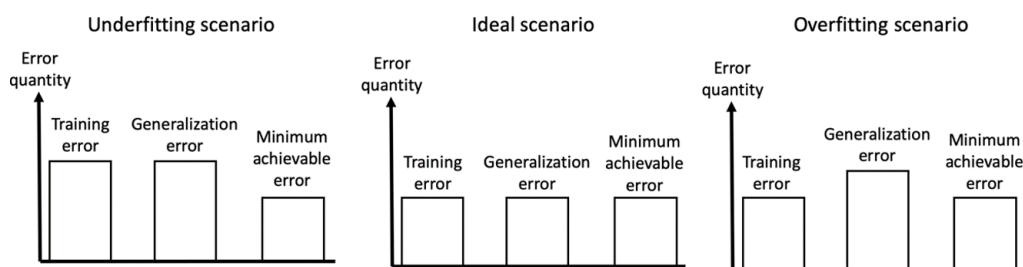 Underfitting scenario
Error
quantity
Training
error
Generalization
error
Minimum
achievable
error
Ideal scenario
Error
quantity
Training
error
Generalization
error
Minimum
achievable
error
Overfitting scenario
Error
quantity
Training
error
Generalization
error
Minimum
achievable
error